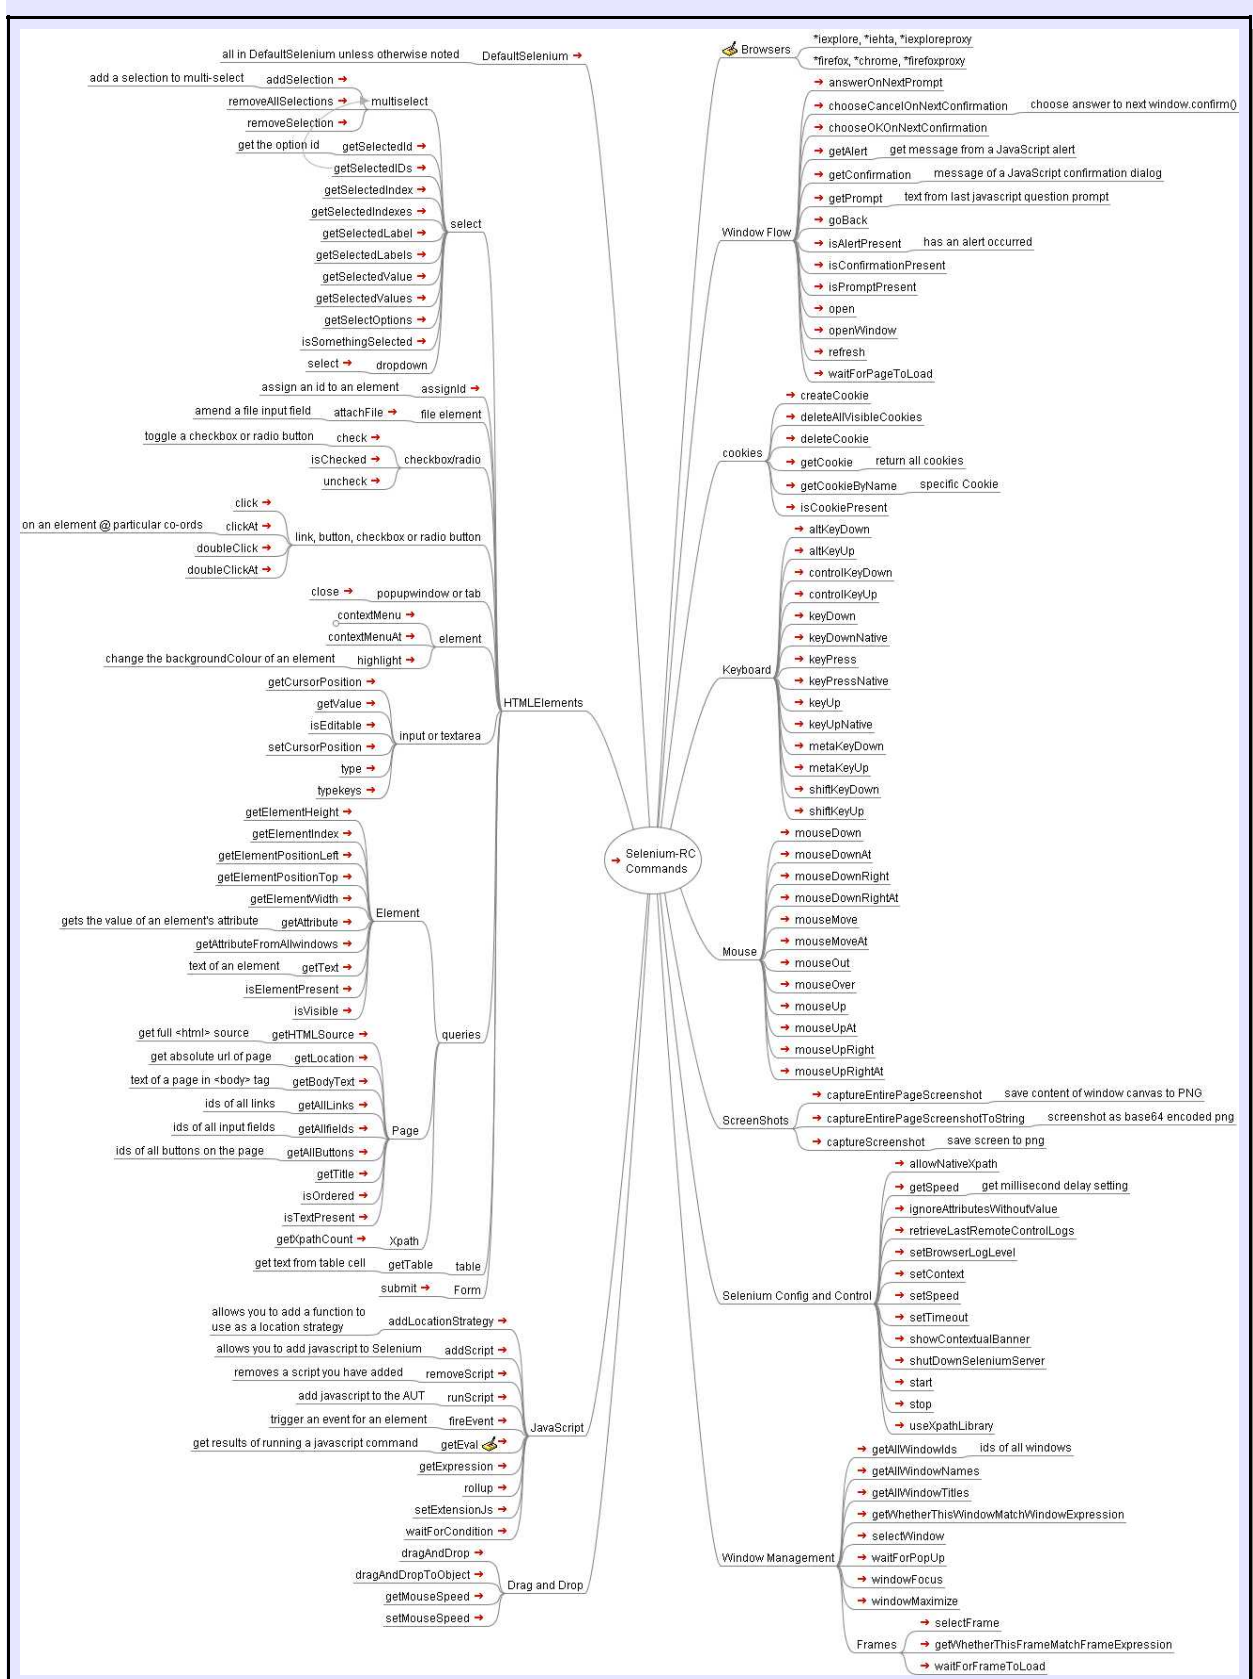 all in DefaultSelenium unless otherwise noted
DefaultSelenium
add a selection to multi-select
addSelection
removeAllSelections
multiselect
removeSelection
get the option id
getSelectedId
getSelectedIDs
getSelectedIndex
getSelectedIndexes
select
getSelectedLabel
getSelectedLabels
getSelectedValue
getSelectedValues
getSelectOptions
isSomethingSelected
select
dropdown
assign an id to an element
assignId
amend a file input field
attachFile
file element
toggle a checkbox or radio button
check
isChecked
checkbox/radio
uncheck
click
on an element @ particular co-ords
clickAt
link, button, checkbox or radio button
doubleClick
doubleClickAt
close
popupwindow or tab
contextMenu
contextMenuAt
element
change the backgroundColour of an element
highlight
getCursorPosition
HTMLElements
getValue
isEditable
input or textarea
setCursorPosition
type
typekeys
getElementHeight
getElementIndex
getElementPositionLeft
getElementPositionTop
getElementWidth
Element
gets the value of an element's attribute
getAttribute
getAttributeFromAllwindows
text of an element
getText
isElementPresent
isVisible
queries
get full <html> source
getHTMLSource
get absolute url of page
getLocation
text of a page in <body> tag
getBodyText
ids of all links
getAllLinks
ids of all input fields
getAllfields
Page
ids of all buttons on the page
getAllButtons
getTitle
isOrdered
isTextPresent
getXpathCount
Xpath
get text from table cell
getTable
table
submit
Form
allows you to add a function to
use as a location strategy
addLocationStrategy
allows you to add javascript to Selenium
addScript
removes a script you have added
removeScript
add javascript to the AUT
runScript
trigger an event for an element
fireEvent
JavaScript
get results of running a javascript command
getEval
getExpression
rollup
setExtensionJs
waitForCondition
dragAndDrop
dragAndDropToObject
Drag and Drop
getMouseSpeed
setMouseSpeed
Selenium-RC
Commands
Browsers
*iexplore, *iehta, *iexploreproxy
*firefox, *chrome, *firefoxproxy
answerOnNextPrompt
chooseCancelOnNextConfirmation
choose answer to next window.confirm()
chooseOKOnNextConfirmation
getAlert
get message from a JavaScript alert
getConfirmation
message of a JavaScript confirmation dialog
getPrompt
text from last javascript question prompt
goBack
Window Flow
isAlertPresent
has an alert occurred
isConfirmationPresent
isPromptPresent
open
openWindow
refresh
waitForPageToLoad
createCookie
deleteAllVisibleCookies
deleteCookie
cookies
getCookie
return all cookies
getCookieByName
specific Cookie
isCookiePresent
altKeyDown
altKeyUp
controlKeyDown
controlKeyUp
keyDown
keyDownNative
keyPress
Keyboard
keyPressNative
keyUp
keyUpNative
metaKeyDown
metaKeyUp
shiftKeyDown
shiftKeyUp
mouseDown
mouseDownAt
mouseDownRight
mouseDownRightAt
mouseMove
mouseMoveAt
Mouse
mouseOut
mouseOver
mouseUp
mouseUpAt
mouseUpRight
mouseUpRightAt
captureEntirePageScreenshot
save content of window canvas to PNG
ScreenShots
captureEntirePageScreenshotToString
screenshot as base64 encoded png
captureScreenshot
save screen to png
allowNativeXpath
getSpeed
get millisecond delay setting
ignoreAttributesWithoutValue
retrieveLastRemoteControlLogs
setBrowserLogLevel
setContext
Selenium Config and Control
setSpeed
setTimeout
showContextualBanner
shutDownSeleniumServer
start
stop
useXpathLibrary
getAllWindowIds
ids of all windows
getAllWindowNames
getAllWindowTitles
getWhetherThisWindowMatchWindowExpression
selectWindow
Window Management
waitForPopUp
windowFocus
windowMaximize
selectFrame
Frames
getWhetherThisFrameMatchFrameExpression
waitForFrameToLoad